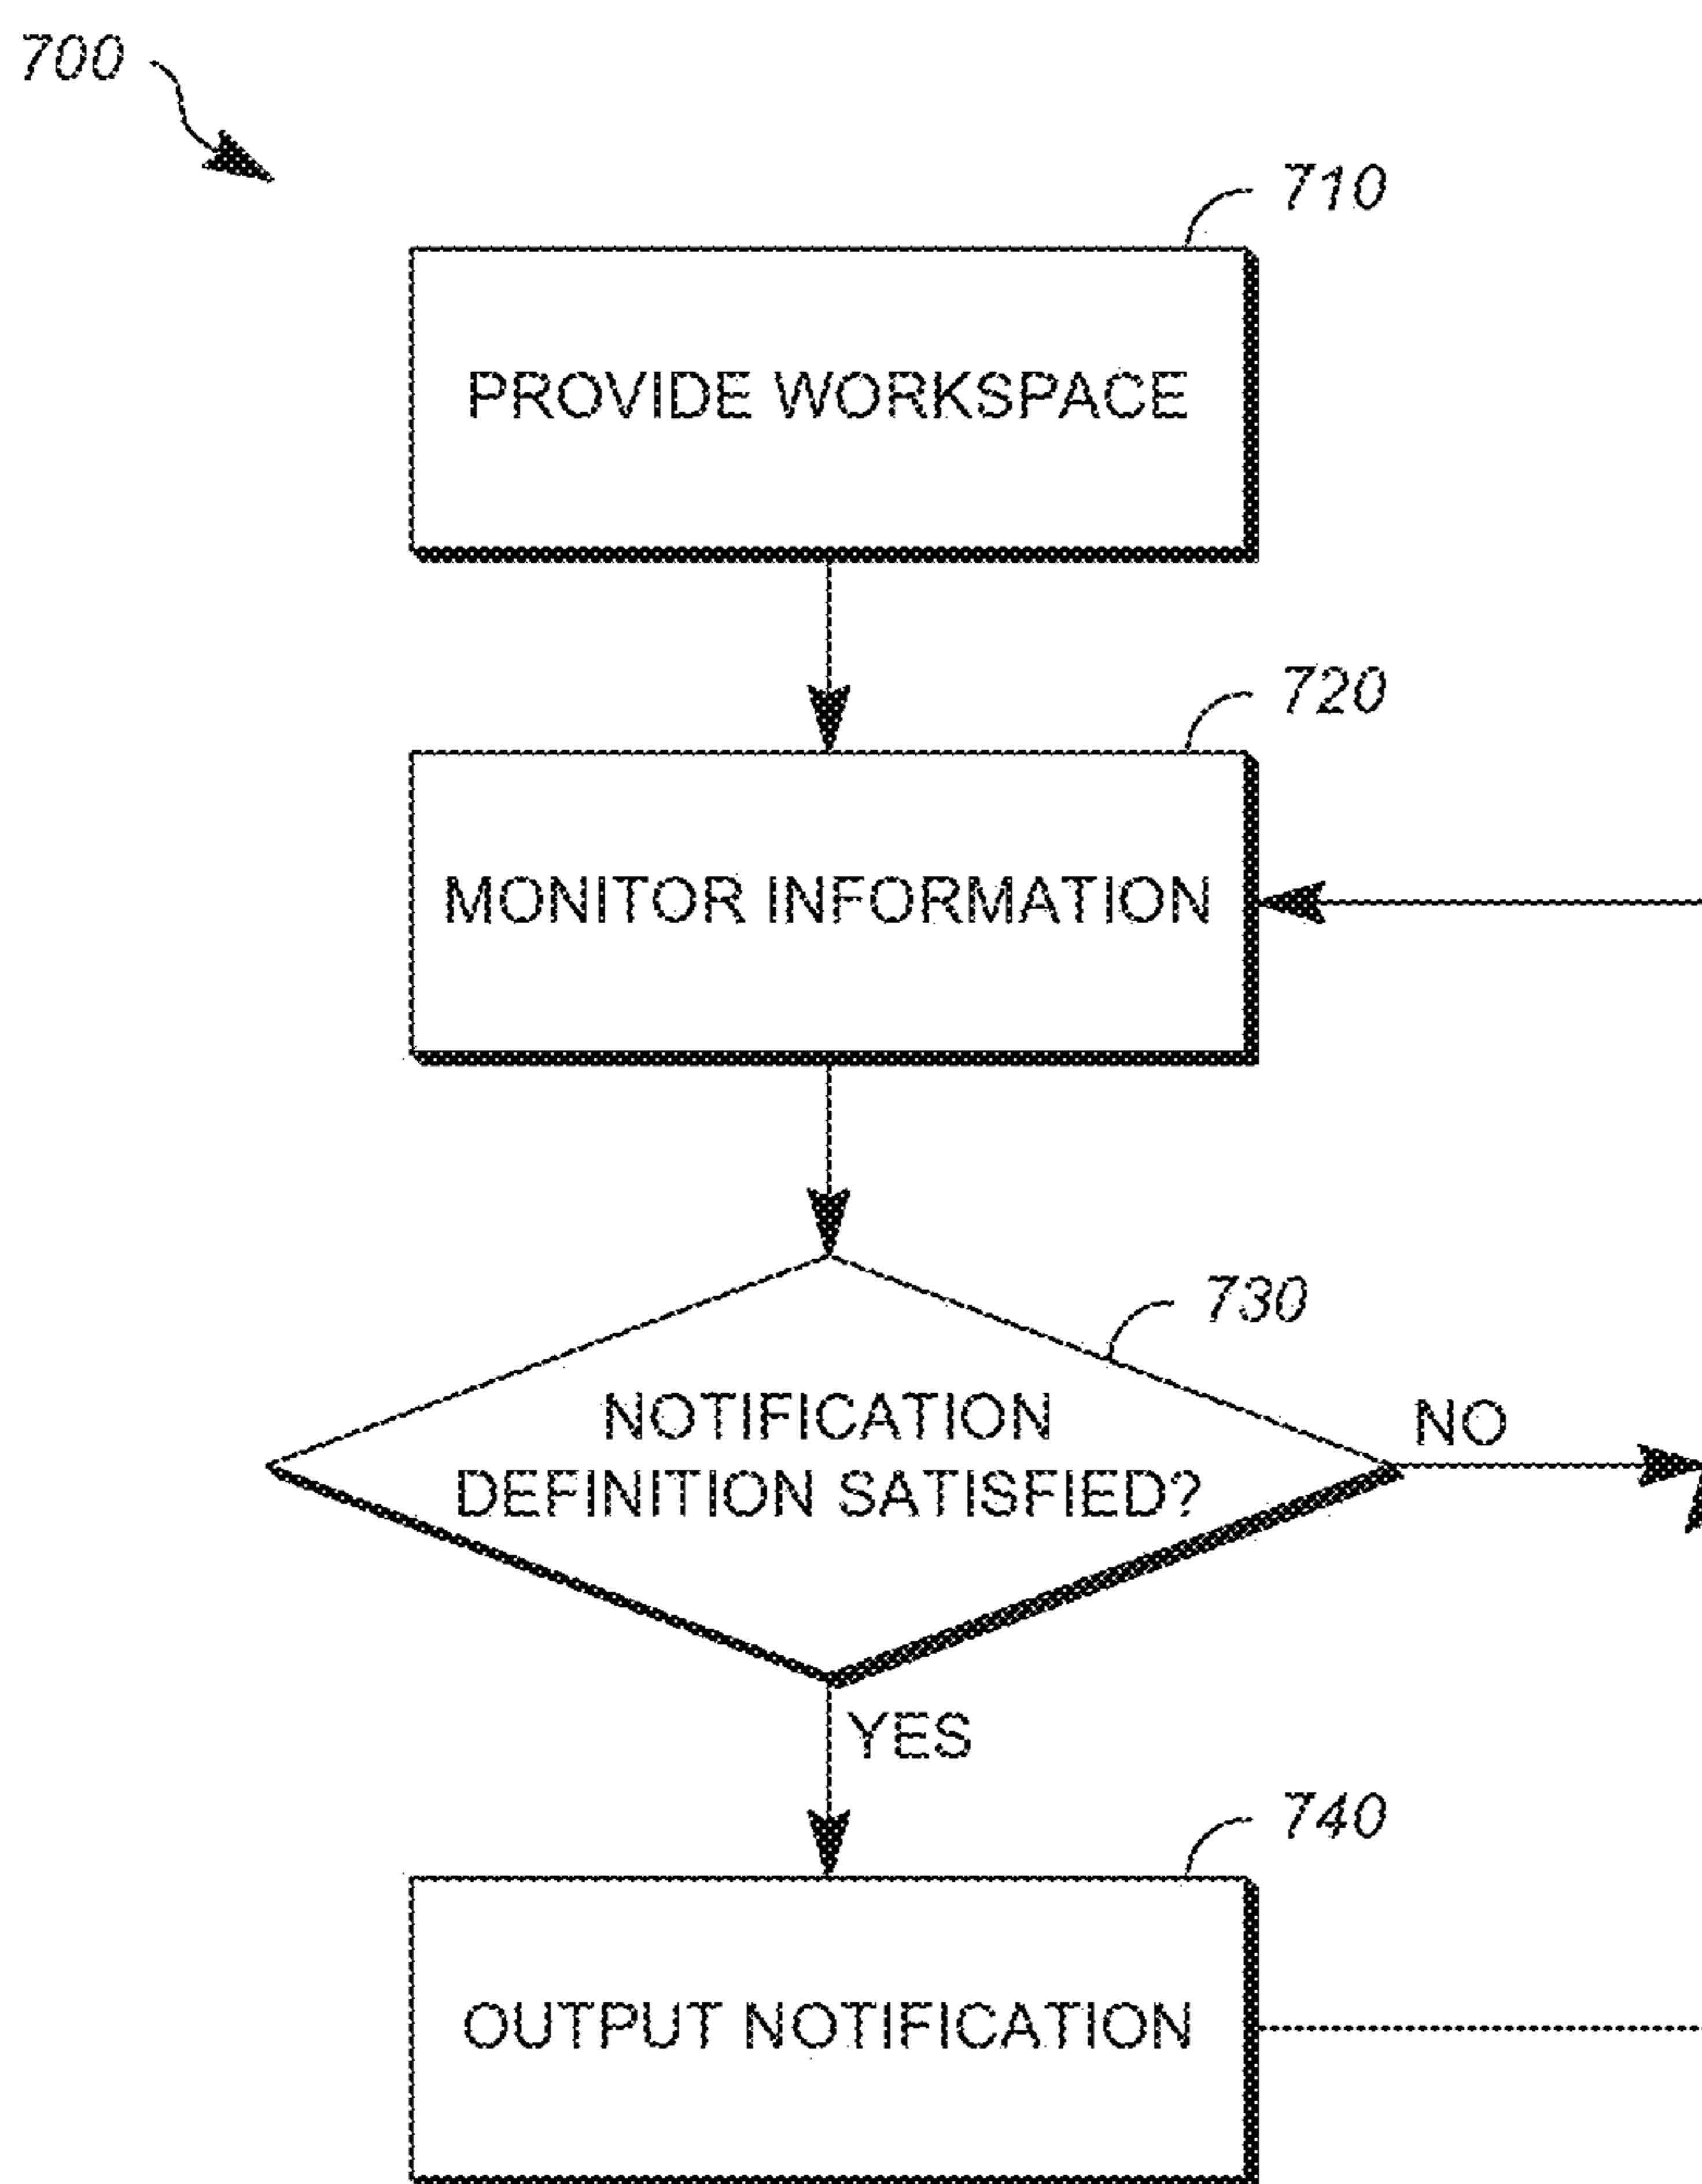 700
710
PROVIDE WORKSPACE
720
MONITOR INFORMATION
730
NOTIFICATION
DEFINITION SATISFIED?
NO
YES
740
OUTPUT NOTIFICATION